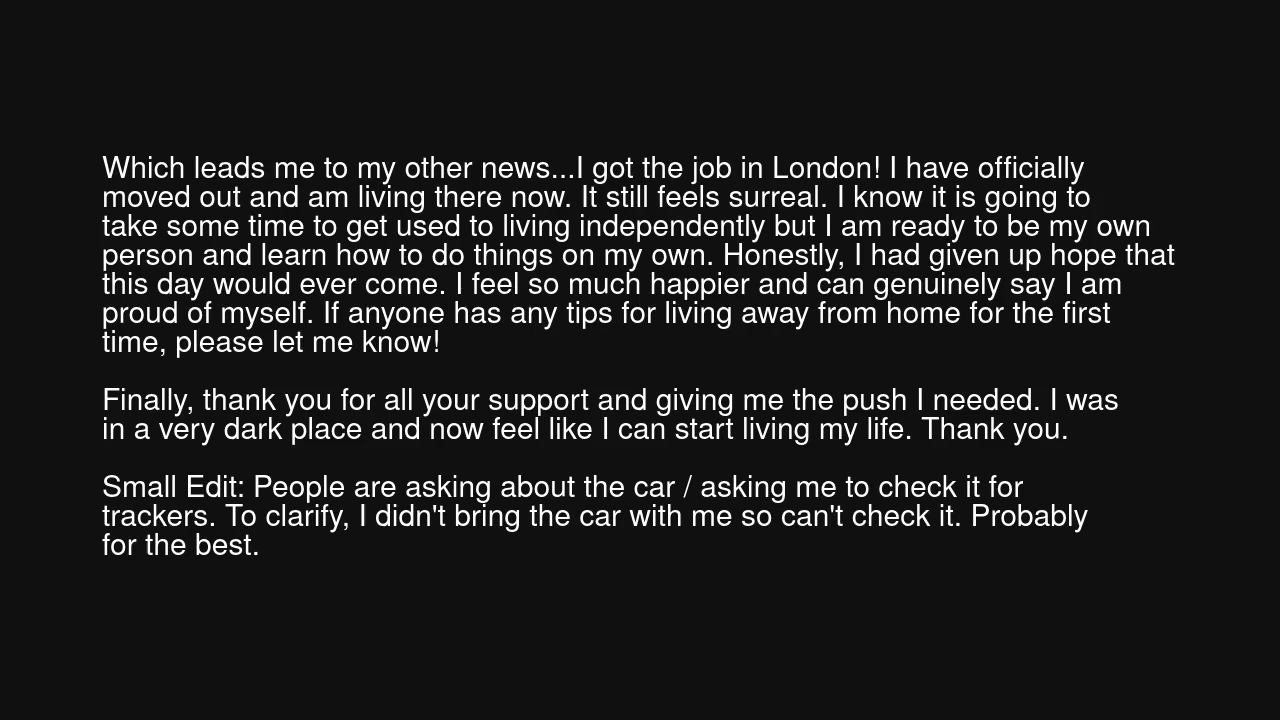 Which leads me to my other news...I got the job in London! I have officially
moved out and am living there now. It still feels surreal. I know it is going to
take some time to get used to living independently but I am ready to be my own
person and learn how to do things on my own. Honestly, I had given up hope that
this day would ever come. I feel so much happier and can genuinely say I am
proud of myself. If anyone has any tips for living away from home for the first
time, please let me know!
Finally, thank you for all your support and giving me the push I needed. I was
in a very dark place and now feel like I can start living my life. Thank you.
Small Edit: People are asking about the car / asking me to check it for
trackers. To clarify, I didn't bring the car with me so can't check it. Probably
for the best.